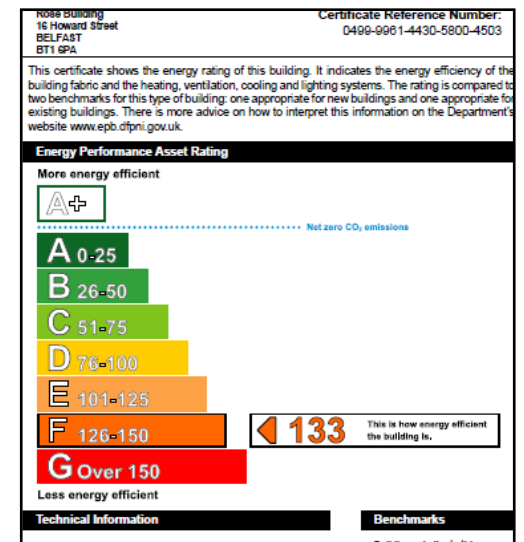 Rose Building
16 Howard Street
BELFAST
BT1 6PA
Certificate Reference Number:
0499-9961-4430-5800-4503
This certificate shows the energy rating of this building. It indicates the energy efficiency of the
building fabric and the heating, ventilation, cooling and lighting systems. The rating is compared to
two benchmarks for this type of building: one appropriate for new buildings and one appropriate for
existing buildings. There is more advice on how to interpret this information on the Department's
website www.epb.dfpni.gov.uk.
Energy Performance Asset Rating
More energy efficient
A+
Net zero CO₂ emissions
A 0-25
B 26-50
C 51-75
D 76-100
E 101-125
F 126-150
133
This is how energy efficient
the building is.
G Over 150
Less energy efficient
Technical Information
Benchmarks